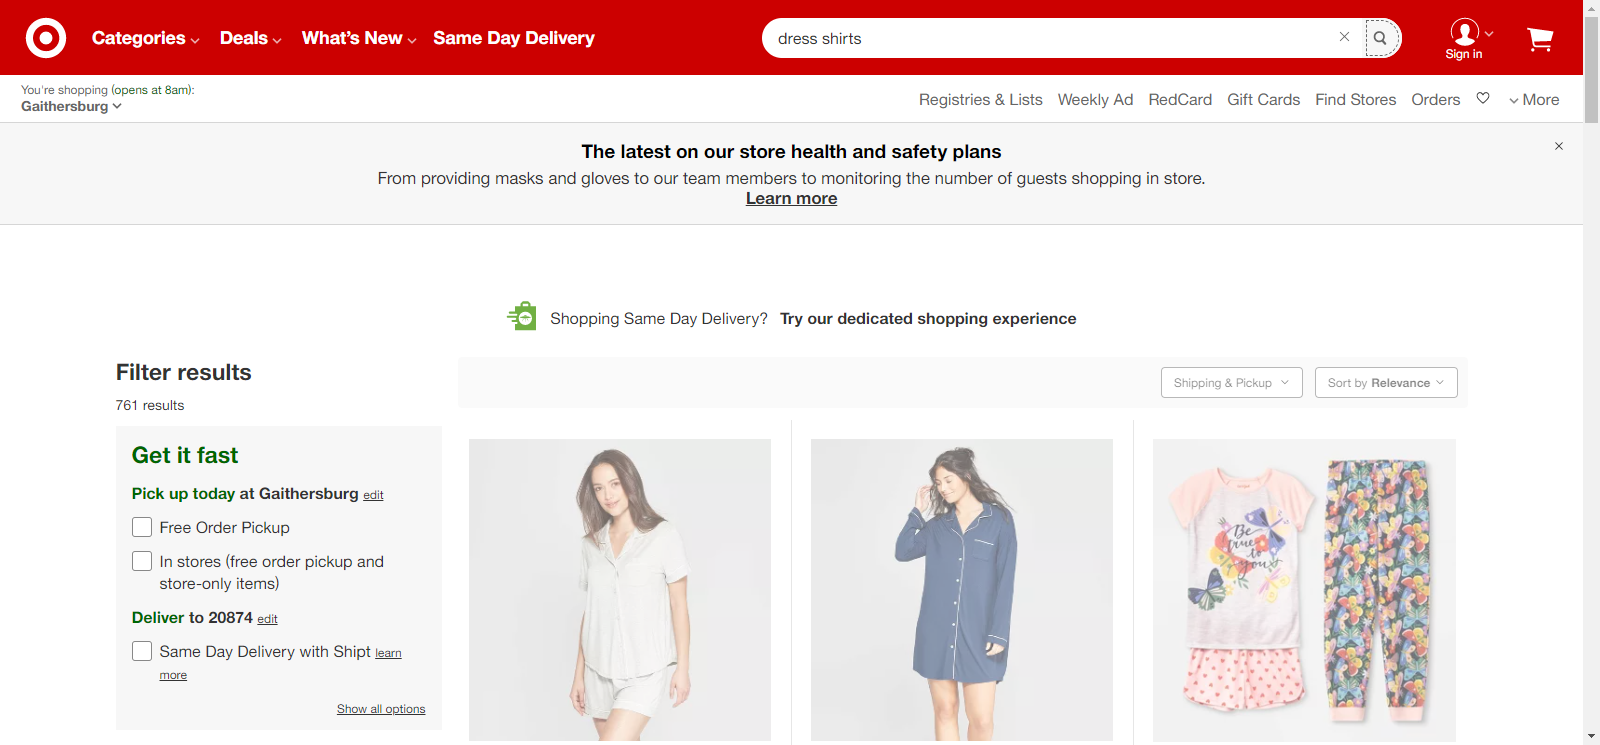 Categories
Deals
What's New
Same Day Delivery
dress shirts
Sign in
You're shopping (opens at 8am):
Gaithersburg
Registries & Lists
Weekly Ad
RedCard
Gift Cards
Find Stores
Orders
More
The latest on our store health and safety plans
From providing masks and gloves to our team members to monitoring the number of guests shopping in store.
Learn more
Shopping Same Day Delivery? Try our dedicated shopping experience
Filter results
761 results
Shipping & Pickup
Sort by Relevance
Get it fast
Pick up today at Gaithersburg edit
Free Order Pickup
In stores (free order pickup and
store-only items)
Deliver to 20874 edit
Same Day Delivery with Shipt learn
more
Show all options
Be
true
to
you